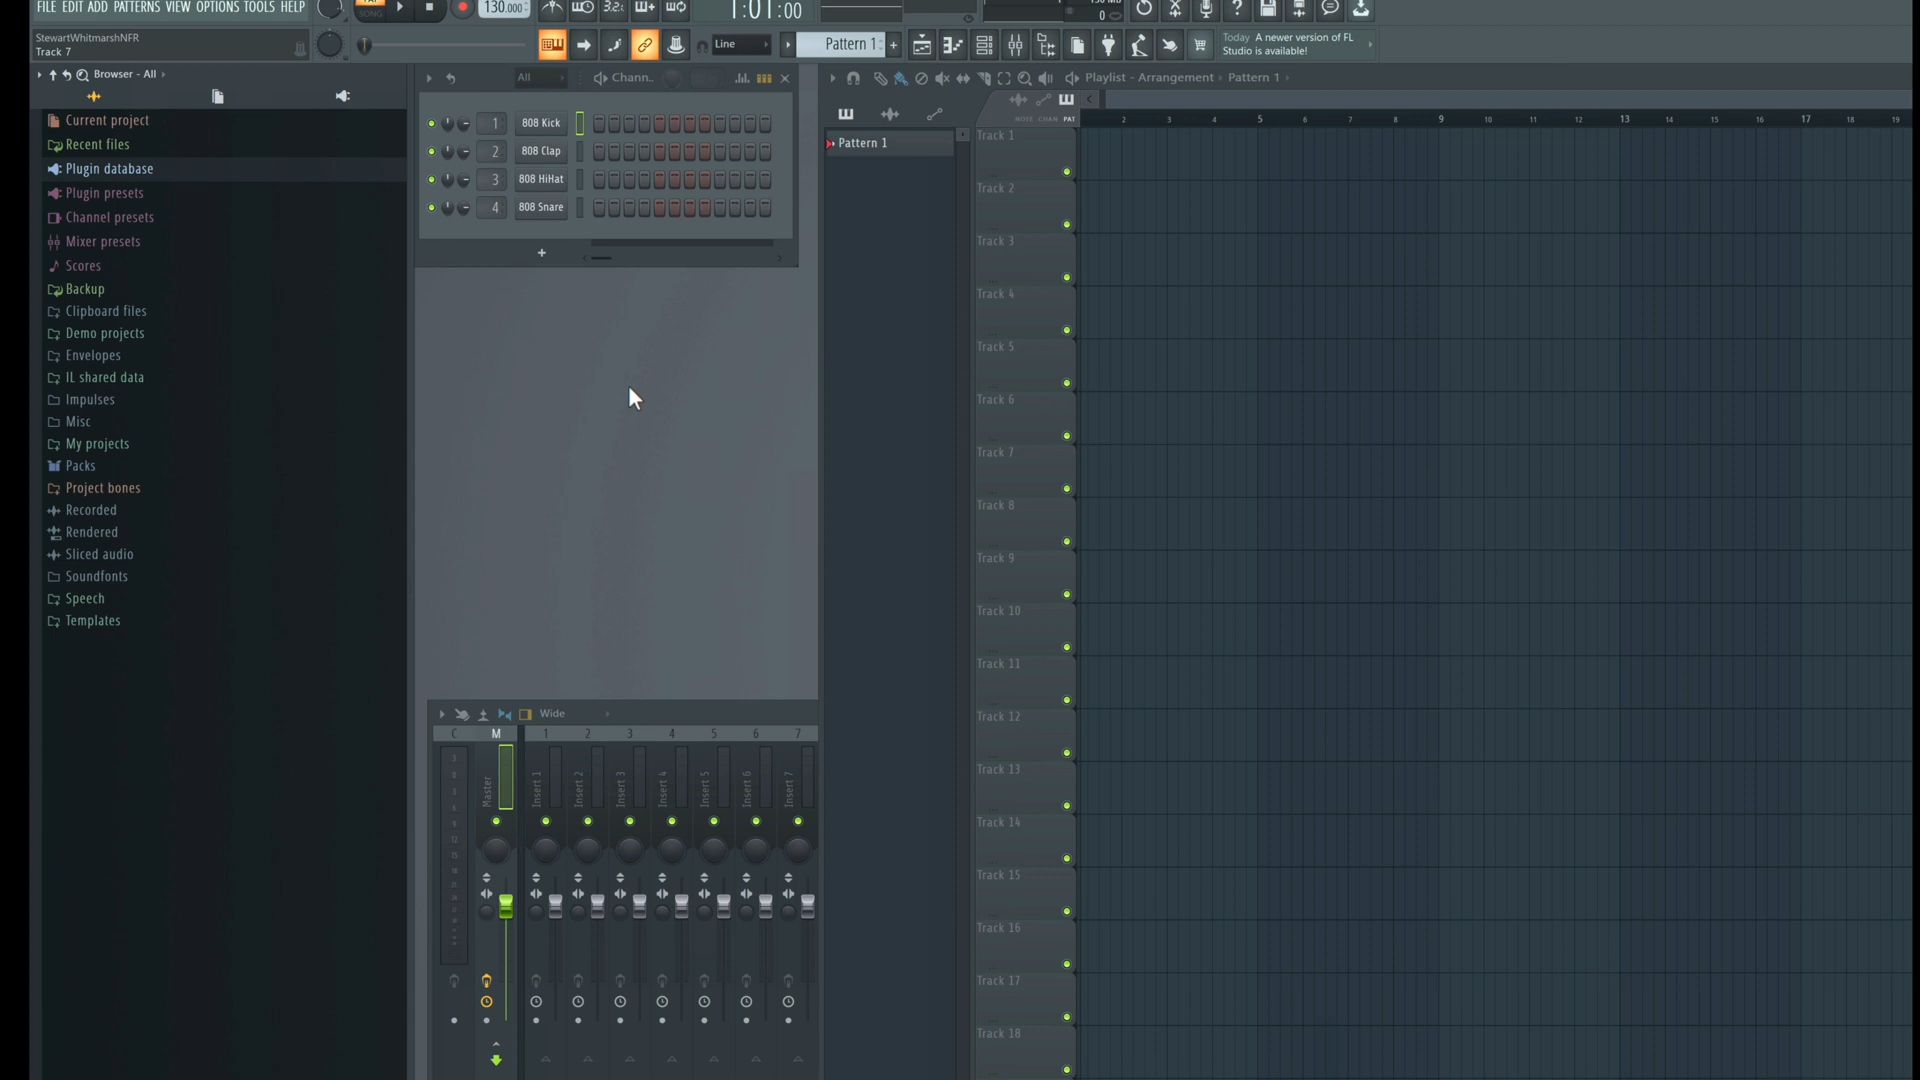 FILE EDIT ADD PATTERNS VIEW OPTIONS TOOLS HELP
SONG
130.000
3.2.
1:01:00
0
StewartWhitmarshNFR
Track 7
Line
Pattern 1
+
Today A newer version of FL
Studio is available!
Browser - All
All
Chann..
Playlist - Arrangement › Pattern 1 ›
Current project
Recent files
Plugin database
Plugin presets
Channel presets
Mixer presets
Scores
Backup
Clipboard files
Demo projects
Envelopes
IL shared data
Impulses
Misc
My projects
Packs
Project bones
Recorded
Rendered
Sliced audio
Soundfonts
Speech
Templates
1 808 Kick
2 808 Clap
3 808 HiHat
4 808 Snare
+
Pattern 1
NOTE CHAN PAT
2 3 4 5 6 7 8 9 10 11 12 13 14 15 16 17 18 19
Track 1
Track 2
Track 3
Track 4
Track 5
Track 6
Track 7
Track 8
Track 9
Track 10
Track 11
Track 12
Track 13
Track 14
Track 15
Track 16
Track 17
Track 18
Wide
C M 1 2 3 4 5 6 7
Master
Insert 1
Insert 2
Insert 3
Insert 4
Insert 5
Insert 6
Insert 7